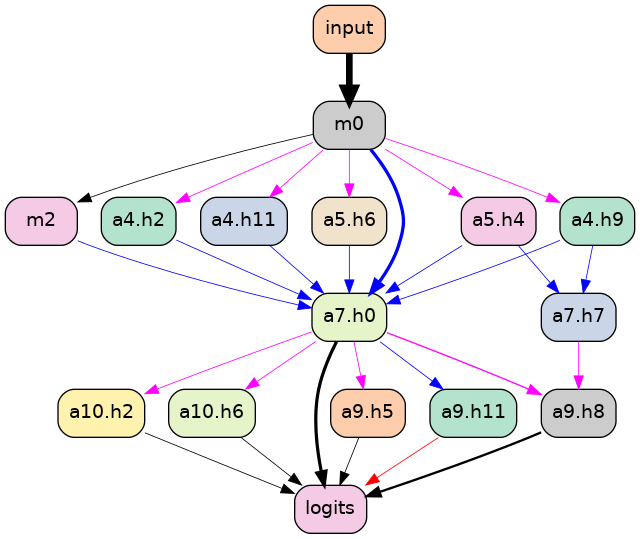 input
m0
m2
a4.h2
a4.h11
a5.h6
a5.h4
a4.h9
a7.h0
a7.h7
a10.h2
a10.h6
a9.h5
a9.h11
a9.h8
logits